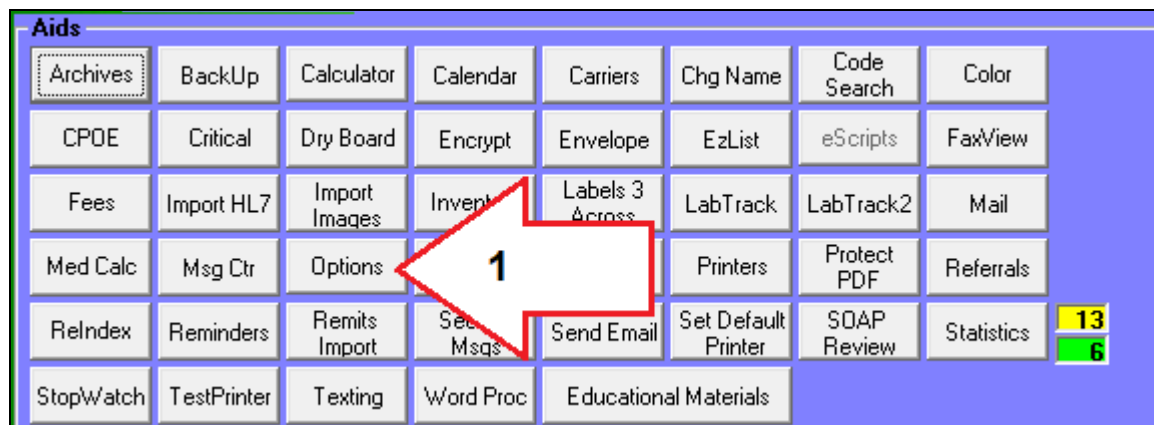 Aids
Archives BackUp Calculator Calendar Carriers Chg Name Code Search Color
CPOE Critical Dry Board Encrypt Envelope EzList eScripts FaxView
Fees Import HL7 Import Images Labels 3 Across LabTrack LabTrack2 Mail
Med Calc Msg Ctr Options 1 Printers Protect PDF Referrals
ReIndex Reminders Remits Import Msgs Send Email Set Default Printer SOAP Review Statistics 13
6
StopWatch TestPrinter Texting Word Proc Educational Materials